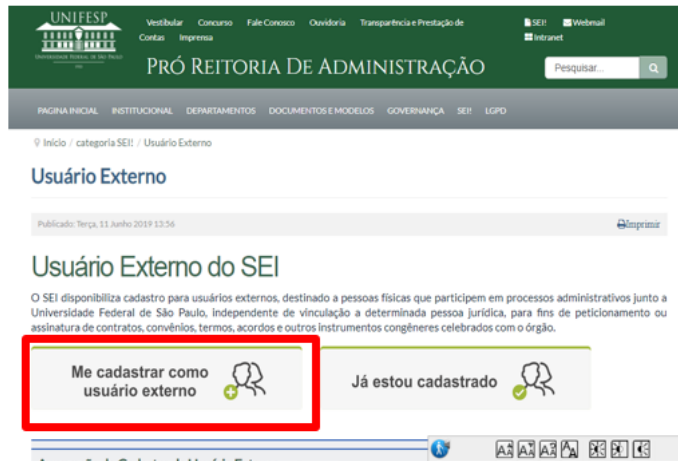 UNIFESP
Vestibular Concurso Fale Conosco Ouvidoria Transparência e Prestação de
Contas Imprensa
SEI! Webmail
Intranet
UNIVERSIDADE FEDERAL DE SÃO PAULO
PRÓ REITORIA DE ADMINISTRAÇÃO
Pesquisar...
PAGINA INICIAL INSTITUCIONAL DEPARTAMENTOS DOCUMENTOS E MODELOS GOVERNANÇA SEI! LGPD
Início / categoria SEI! / Usuário Externo
Usuário Externo
Publicado: Terça, 11 Junho 2019 13:56
Imprimir
Usuário Externo do SEI
O SEI disponibiliza cadastro para usuários externos, destinado a pessoas físicas que participem em processos administrativos junto a
Universidade Federal de São Paulo, independente de vinculação a determinada pessoa jurídica, para fins de peticionamento ou
assinatura de contratos, convênios, termos, acordos e outros instrumentos congêneres celebrados com o órgão.
Me cadastrar como
usuário externo
Já estou cadastrado